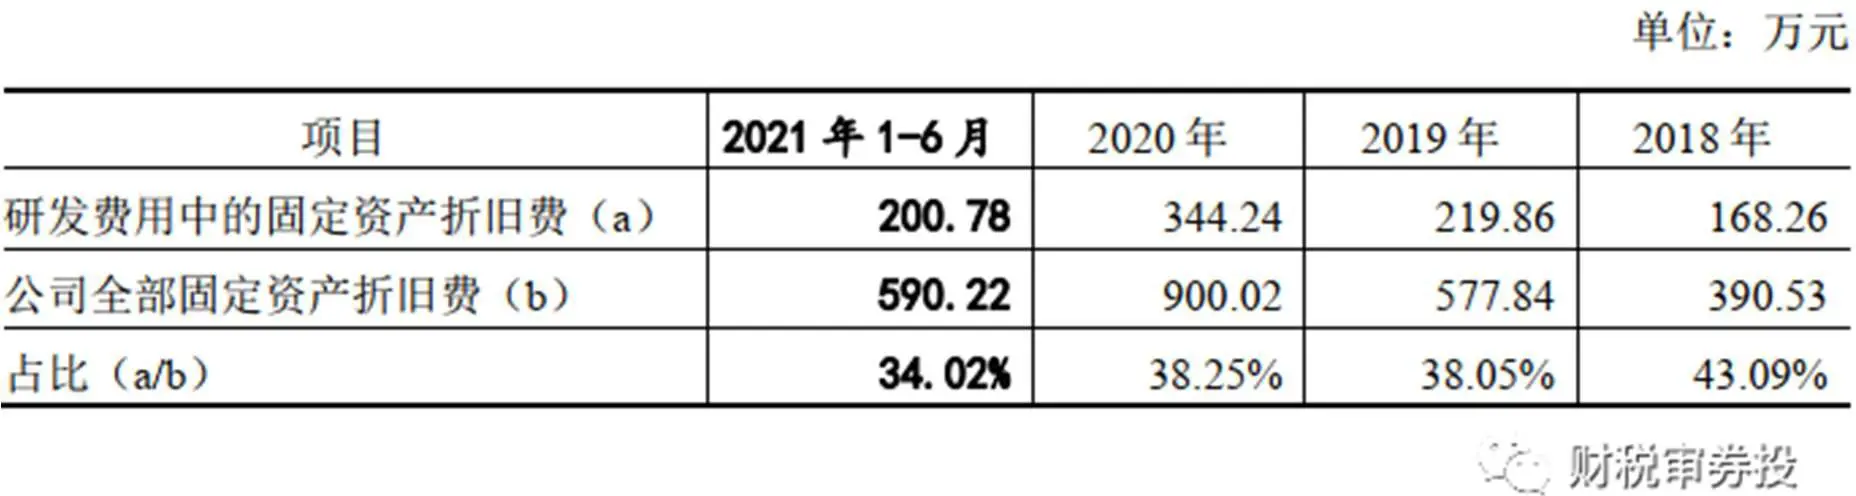 单位：万元
项目 2021 年 1-6 月 2020 年 2019 年 2018 年
研发费用中的固定资产折旧费（a） 200.78 344.24 219.86 168.26
公司全部固定资产折旧费（b） 590.22 900.02 577.84 390.53
占比（a/b） 34.02% 38.25% 38.05% 43.09%
财税审券投